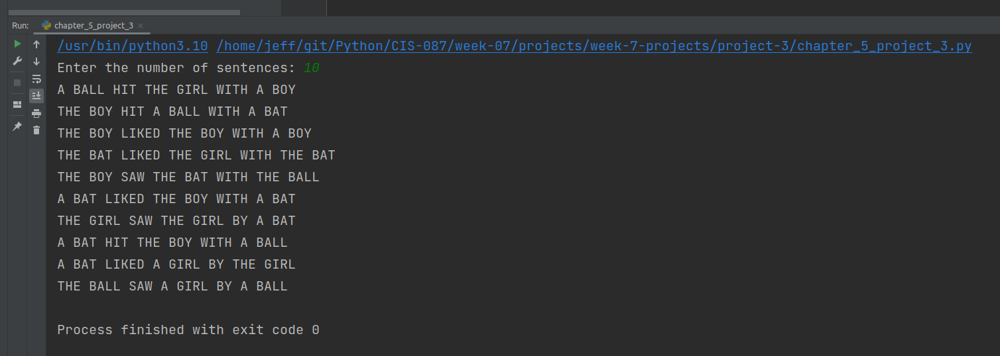 Run: chapter_5_project_3
/usr/bin/python3.10 /home/jeff/git/Python/CIS-087/week-07/projects/week-7-projects/project-3/chapter_5_project_3.py
Enter the number of sentences: 10
A BALL HIT THE GIRL WITH A BOY
THE BOY HIT A BALL WITH A BAT
THE BOY LIKED THE BOY WITH A BOY
THE BAT LIKED THE GIRL WITH THE BAT
THE BOY SAW THE BAT WITH THE BALL
A BAT LIKED THE BOY WITH A BAT
THE GIRL SAW THE GIRL BY A BAT
A BAT HIT THE BOY WITH A BALL
A BAT LIKED A GIRL BY THE GIRL
THE BALL SAW A GIRL BY A BALL
Process finished with exit code 0